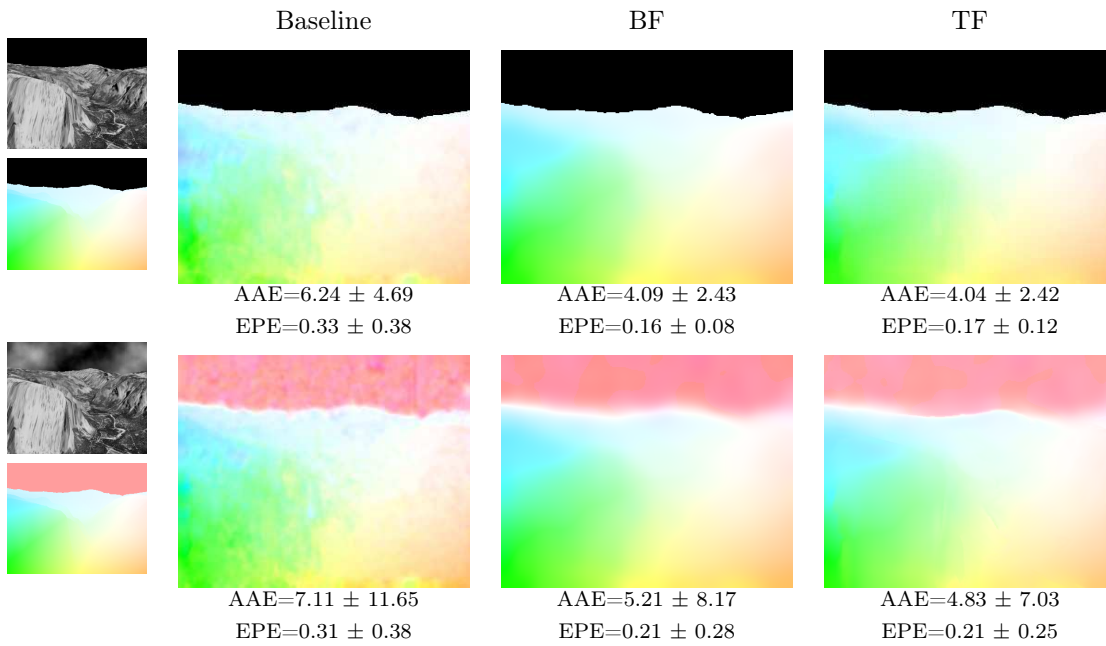 Baseline BF TF
AAE=6.24 ± 4.69 AAE=4.09 ± 2.43 AAE=4.04 ± 2.42
EPE=0.33 ± 0.38 EPE=0.16 ± 0.08 EPE=0.17 ± 0.12
AAE=7.11 ± 11.65 AAE=5.21 ± 8.17 AAE=4.83 ± 7.03
EPE=0.31 ± 0.38 EPE=0.21 ± 0.28 EPE=0.21 ± 0.25